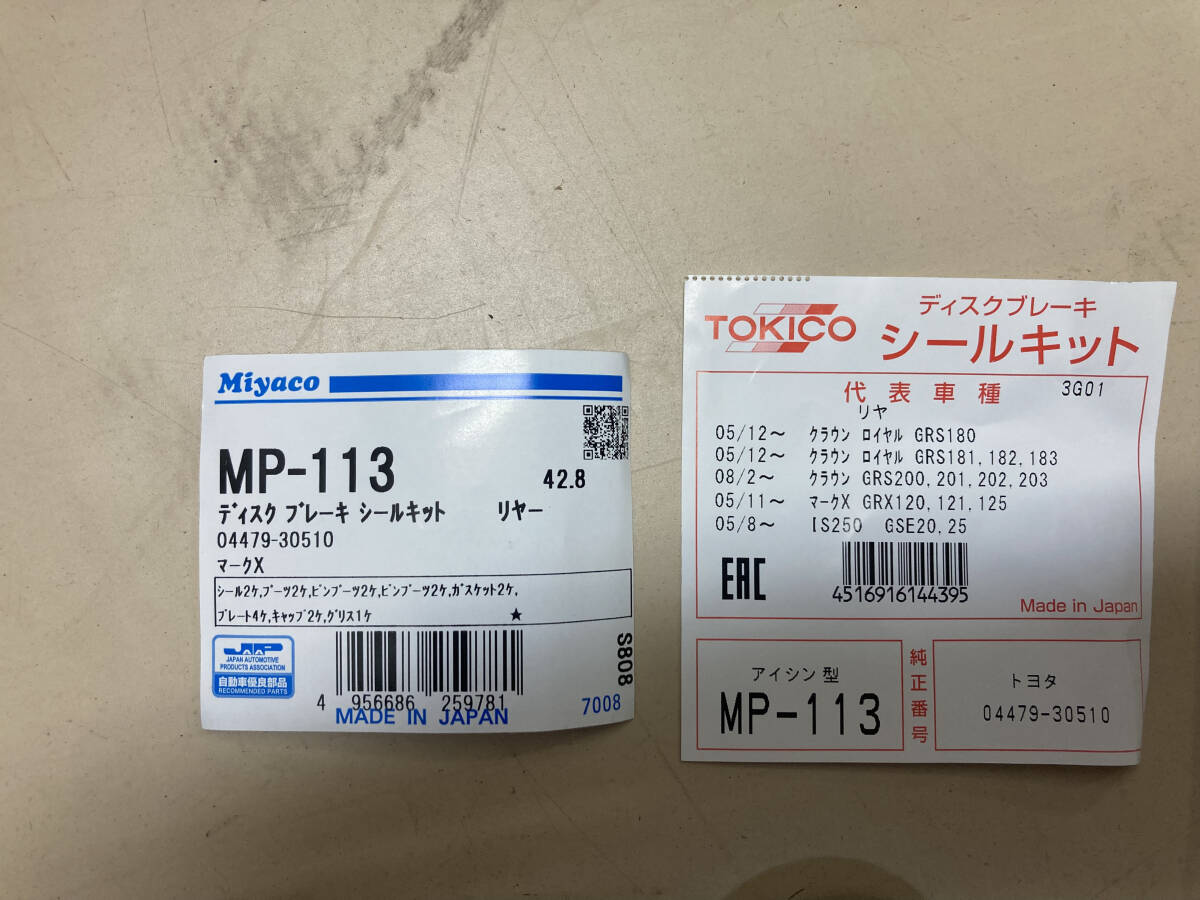 Miyaco
MP-113
42.8
ディスク ブレーキ シールキット リヤー
04479-30510
マークX
シール2ケ,ブーツ2ケ,ピンブーツ2ケ,ピンブーツ2ケ,ガスケット2ケ,
プレート4ケ,キャップ2ケ,グリス1ケ ★
JAPA
JAPAN AUTOMOTIVE
PRODUCTS ASSOCIATION
自動車優良部品
RECOMMENDED PARTS
4 956686 259781
MADE IN JAPAN
7008
S808
TOKICO
ディスクブレーキ
シールキット
代表車種
3G01
リヤ
05/12~ クラウン ロイヤル GRS180
05/12~ クラウン ロイヤル GRS181,182,183
08/2~ クラウン GRS200,201,202,203
05/11~ マークX GRX120,121,125
05/8~ IS250 GSE20,25
EAC
4516916144395
Made in Japan
アイシン型
MP-113
純正番号
トヨタ
04479-30510